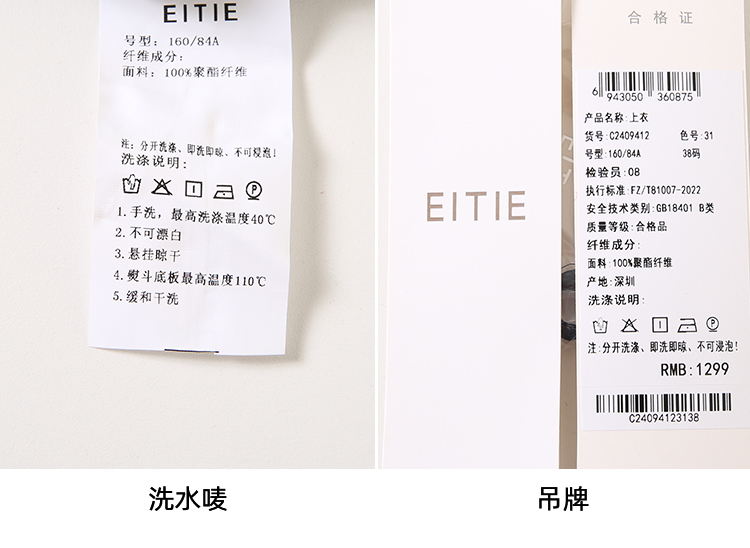 EITIE
号型: 160/84A
纤维成分:
面料: 100%聚酯纤维
注: 分开洗涤、即洗即晾、不可浸泡!
洗涤说明:
1.手洗，最高洗涤温度40℃
2.不可漂白
3.悬挂晾干
4.熨斗底板最高温度110℃
5.缓和干洗
洗水唛
EITIE
合格证
6 943050 360875
产品名称:上衣
货号:C2409412 色号:31
号型:160/84A 38码
检验员:08
执行标准:FZ/T81007-2022
安全技术类别:GB18401 B类
质量等级:合格品
纤维成分:
面料:100%聚酯纤维
产地:深圳
洗涤说明:
注:分开洗涤、即洗即晾、不可浸泡!
RMB:1299
C24094123138
吊牌